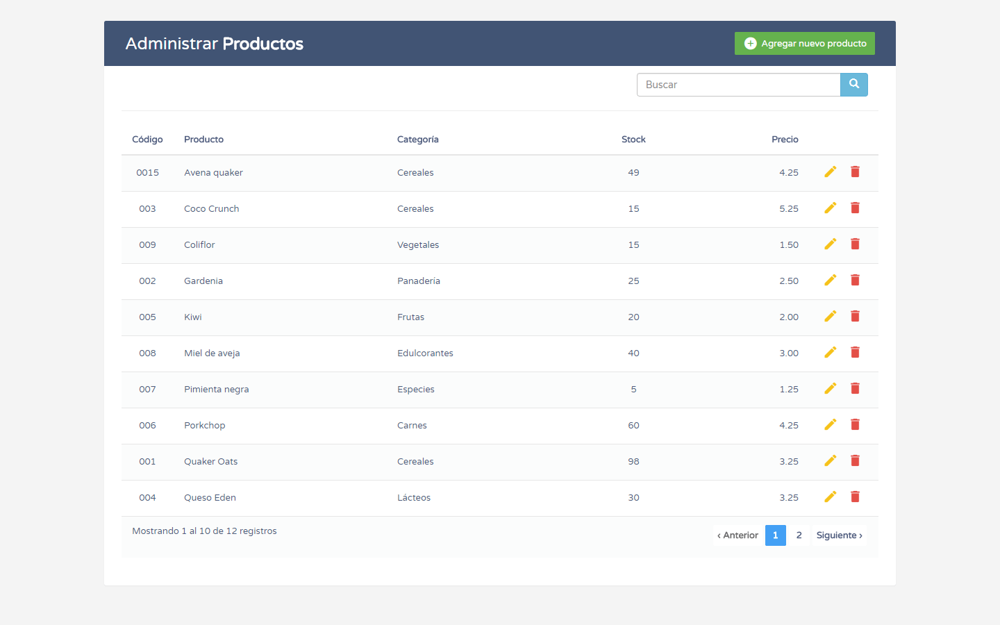 Administrar Productos
Agregar nuevo producto
Buscar
Código Producto Categoría Stock Precio
0015 Avena quaker Cereales 49 4.25
003 Coco Crunch Cereales 15 5.25
009 Coliflor Vegetales 15 1.50
002 Gardenia Panadería 25 2.50
005 Kiwi Frutas 20 2.00
008 Miel de aveja Edulcorantes 40 3.00
007 Pimienta negra Especies 5 1.25
006 Porkchop Carnes 60 4.25
001 Quaker Oats Cereales 98 3.25
004 Queso Eden Lácteos 30 3.25
Mostrando 1 al 10 de 12 registros ‹ Anterior 1 2 Siguiente ›